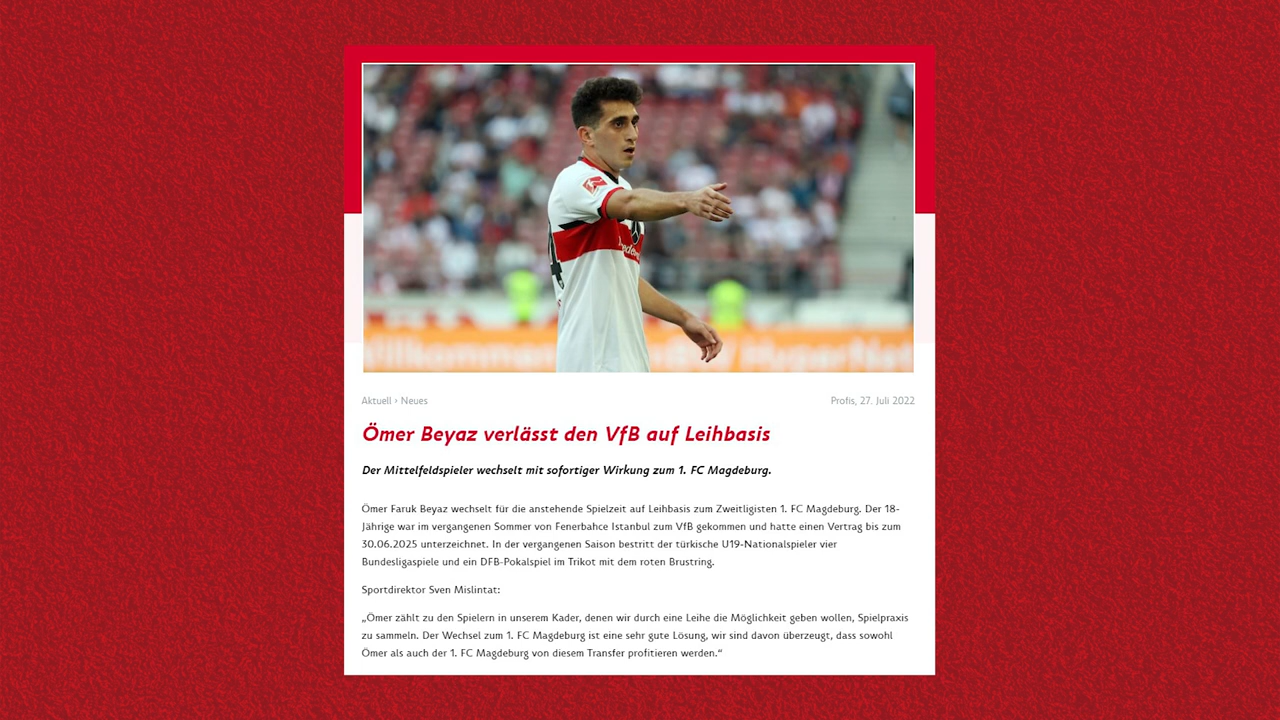 Aktuell > Neues
Profis, 27. Juli 2022
Ömer Beyaz verlässt den VfB auf Leihbasis
Der Mittelfeldspieler wechselt mit sofortiger Wirkung zum 1. FC Magdeburg.
Ömer Faruk Beyaz wechselt für die anstehende Spielzeit auf Leihbasis zum Zweitligisten 1. FC Magdeburg. Der 18-
Jährige war im vergangenen Sommer von Fenerbahce Istanbul zum VfB gekommen und hatte einen Vertrag bis zum
30.06.2025 unterzeichnet. In der vergangenen Saison bestritt der türkische U19-Nationalspieler vier
Bundesligaspiele und ein DFB-Pokalspiel im Trikot mit dem roten Brustring.
Sportdirektor Sven Mislintat:
„Ömer zählt zu den Spielern in unserem Kader, denen wir durch eine Leihe die Möglichkeit geben wollen, Spielpraxis
zu sammeln. Der Wechsel zum 1. FC Magdeburg ist eine sehr gute Lösung, wir sind davon überzeugt, dass sowohl
Ömer als auch der 1. FC Magdeburg von diesem Transfer profitieren werden.“